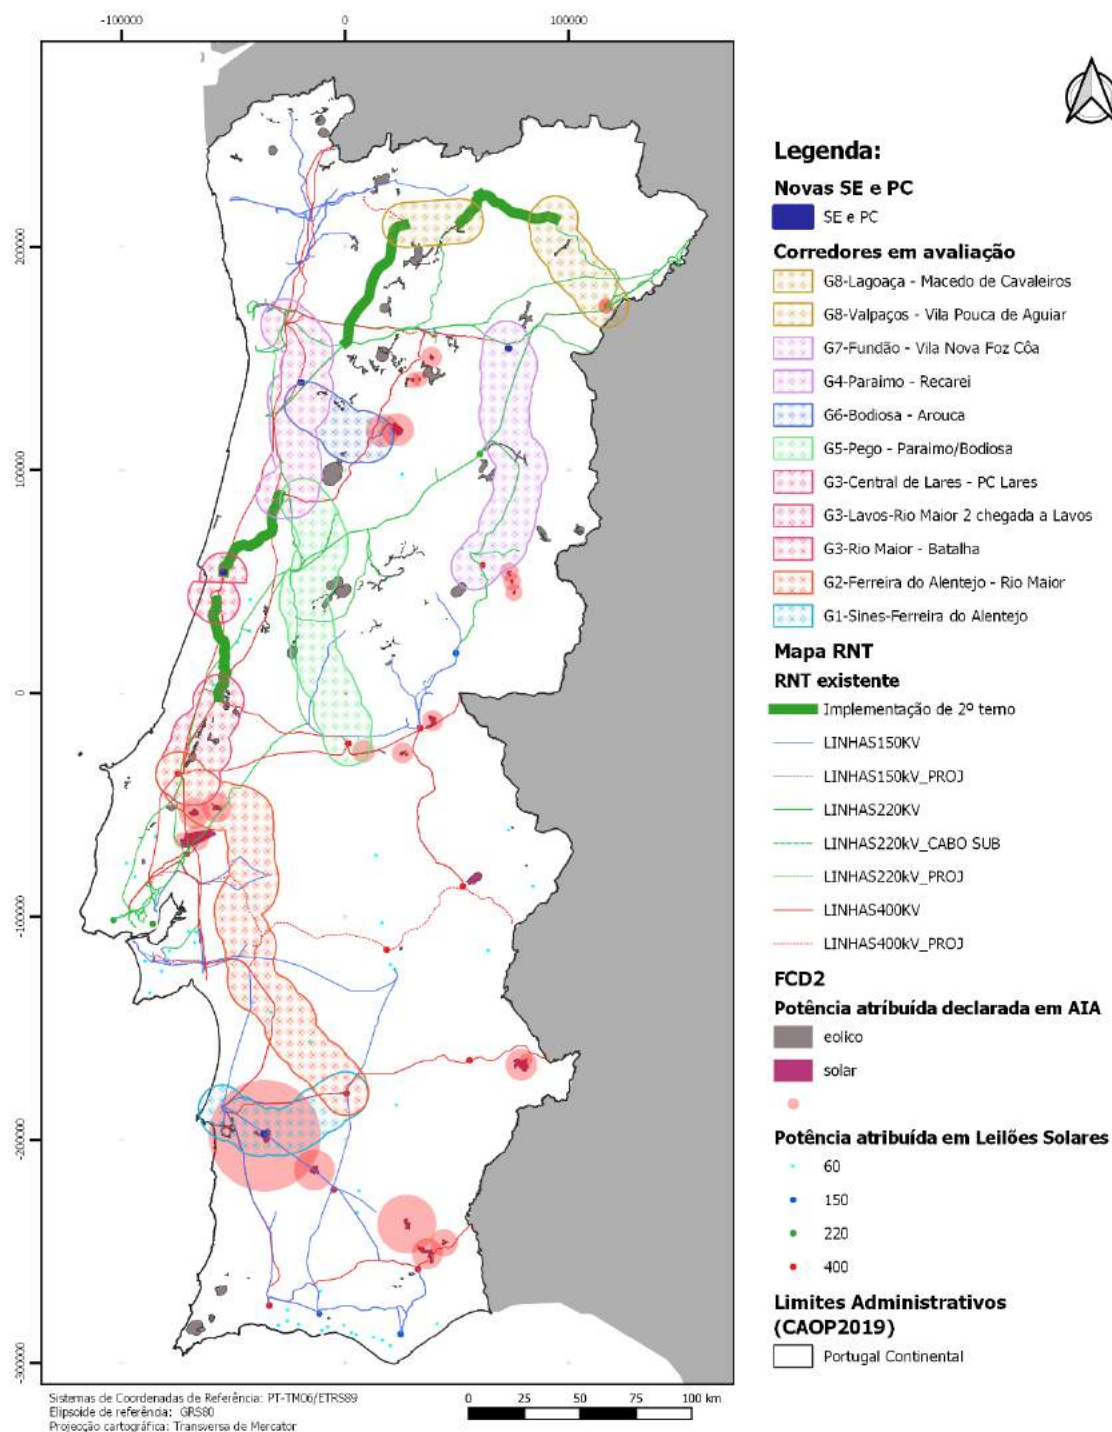 -100000 0 100000
200000
100000
0
-100000
-200000
-300000
Legenda:
Novas SE e PC
SE e PC
Corredores em avaliação
G8-Lagoaça - Macedo de Cavaleiros
G8-Valpaços - Vila Pouca de Aguiar
G7-Fundão - Vila Nova Foz Côa
G4-Paraimo - Recarei
G6-Bodiosa - Arouca
G5-Pego - Paraimo/Bodiosa
G3-Central de Lares - PC Lares
G3-Lavos-Rio Maior 2 chegada a Lavos
G3-Rio Maior - Batalha
G2-Ferreira do Alentejo - Rio Maior
G1-Sines-Ferreira do Alentejo
Mapa RNT
RNT existente
Implementação de 2º terno
LINHAS150KV
LINHAS150kV_PROJ
LINHAS220KV
LINHAS220kV_CABO SUB
LINHAS220kV_PROJ
LINHAS400KV
LINHAS400kV_PROJ
FCD2
Potência atribuída declarada em AIA
eolico
solar
Potência atribuída em Leilões Solares
60
150
220
400
Limites Administrativos
(CAOP2019)
Portugal Continental
Sistemas de Coordenadas de Referência: PT-TM06/ETRS89
Elipsoide de referência: GRS80
Projecção cartográfica: Transversa de Mercator
0 25 50 75 100 km